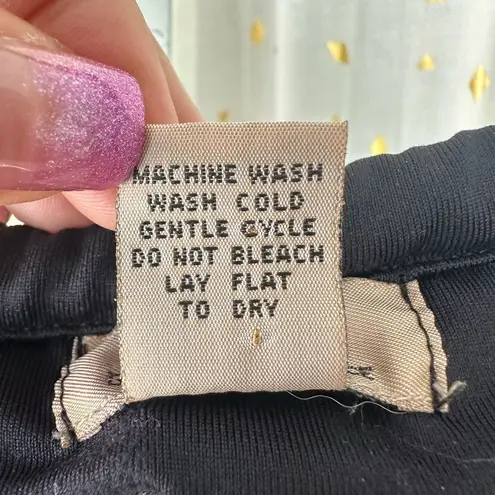 MACHINE WASH
WASH COLD
GENTLE CYCLE
DO NOT BLEACH
LAY FLAT
TO DRY